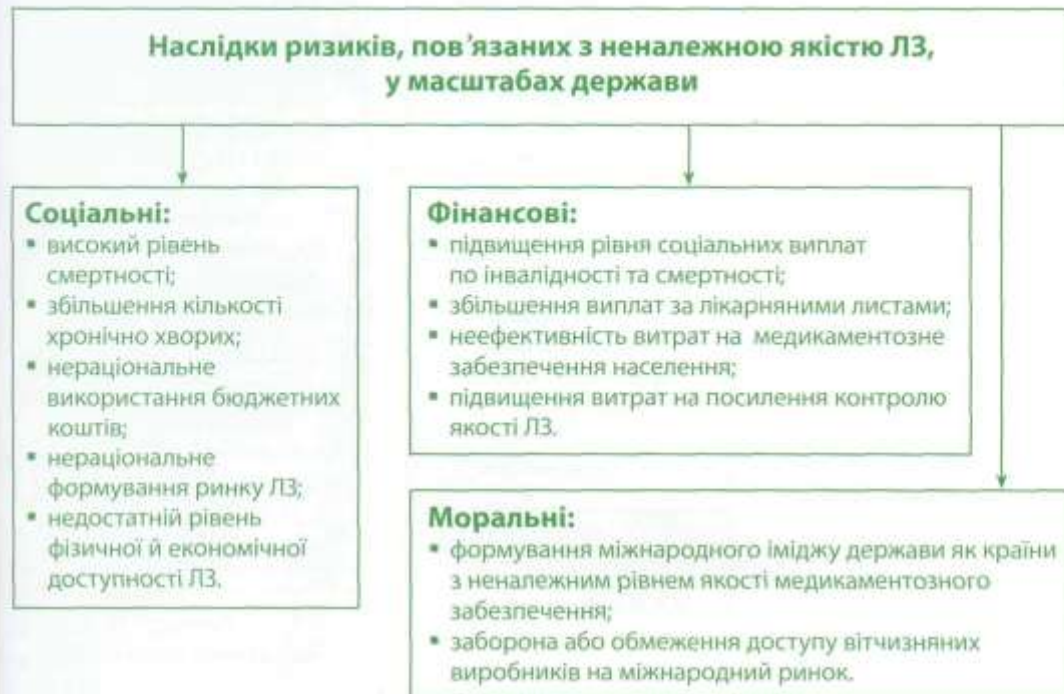 Наслідки ризиків, пов'язаних з неналежною якістю ЛЗ,
у масштабах держави
Соціальні:
▪ високий рівень
смертності;
▪ збільшення кількості
хронічно хворих;
▪ нераціональне
використання бюджетних
коштів;
▪ нераціональне
формування ринку ЛЗ;
▪ недостатній рівень
фізичної й економічної
доступності ЛЗ.
Фінансові:
▪ підвищення рівня соціальних виплат
по інвалідності та смертності;
▪ збільшення виплат за лікарняними листами;
▪ неефективність витрат на медикаментозне
забезпечення населення;
▪ підвищення витрат на посилення контролю
якості ЛЗ.
Моральні:
▪ формування міжнародного іміджу держави як країни
з неналежним рівнем якості медикаментозного
забезпечення;
▪ заборона або обмеження доступу вітчизняних
виробників на міжнародний ринок.